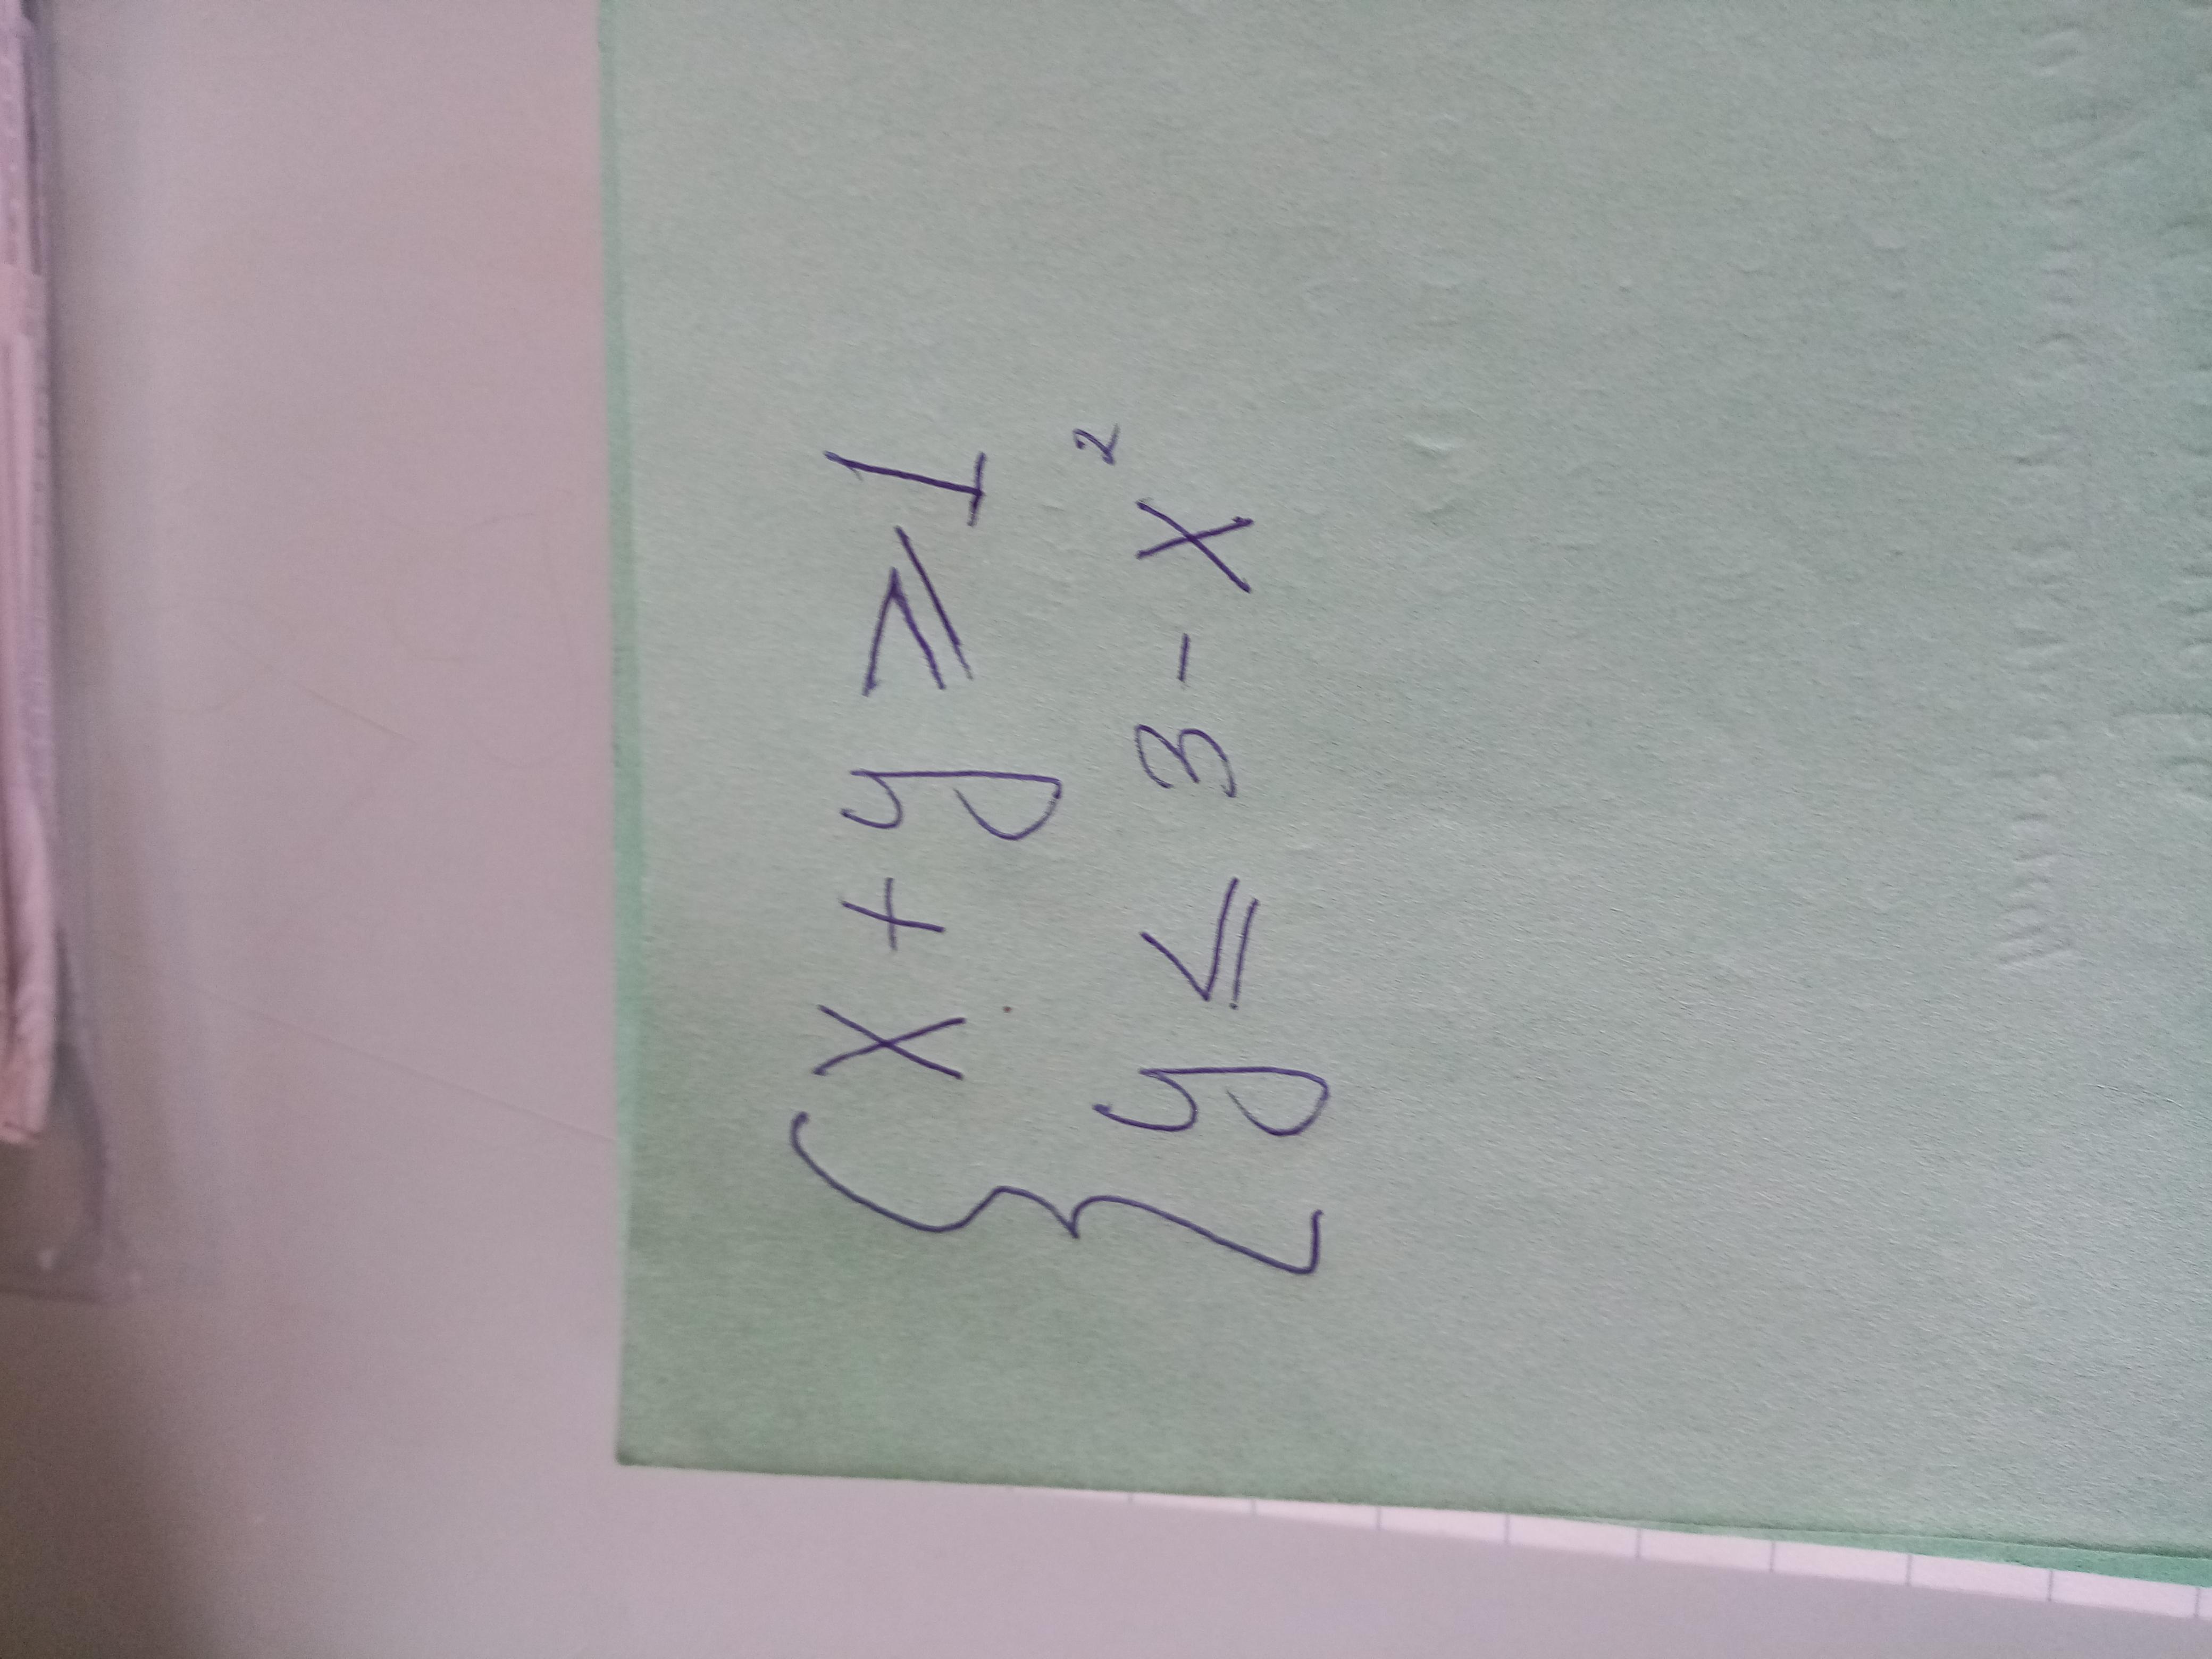 { x + y ⩾ 1
y ⩽ 3 - x²